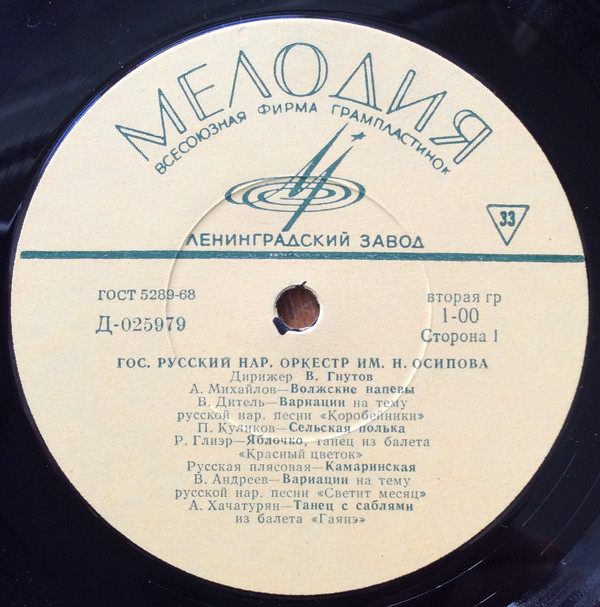 МЕЛОДИЯ
ВСЕСОЮЗНАЯ ФИРМА ГРАМПЛАСТИНОК
ЛЕНИНГРАДСКИЙ ЗАВОД
33
ГОСТ 5289-68
Д-025979
вторая гр
1-00
Сторона 1
ГОС. РУССКИЙ НАР. ОРКЕСТР ИМ. Н. ОСИПОВА
Дирижер В. Гнутов
А. Михайлов—Волжские напевы
В. Дитель—Вариации на тему
русской нар. песни «Коробейники»
П. Куликов—Сельская полька
Р. Глиэр—Яблочко, танец из балета
«Красный цветок»
Русская плясовая—Камаринская
В. Андреев—Вариации на тему
русской нар. песни «Светит месяц»
А. Хачатурян—Танец с саблями
из балета «Гаянэ»